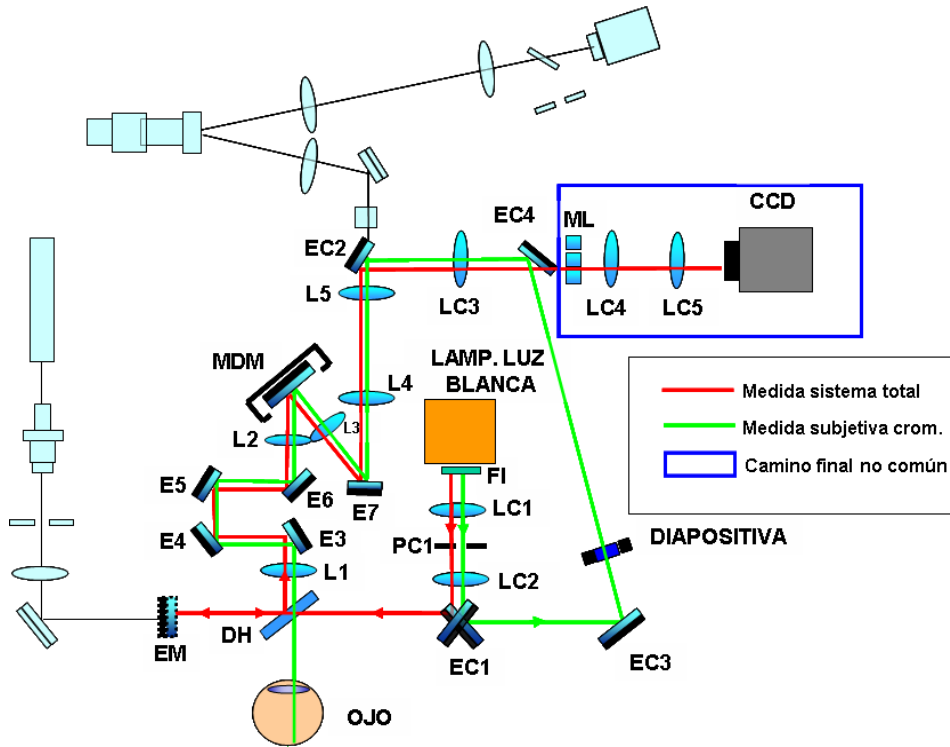 EC4
ML
CCD
EC2
L5
LC3
LC4
LC5
MDM
LAMP. LUZ
BLANCA
L4
L2
L3
Medida sistema total
Medida subjetiva crom.
Camino final no común
E5
E6
E7
FI
LC1
E4
E3
PC1
DIAPOSITIVA
L1
LC2
EM
DH
EC1
EC3
OJO